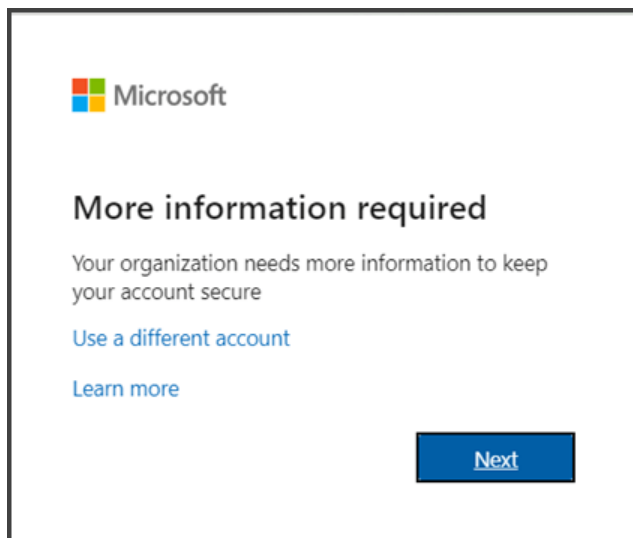 Microsoft
More information required
Your organization needs more information to keep
your account secure
Use a different account
Learn more
Next